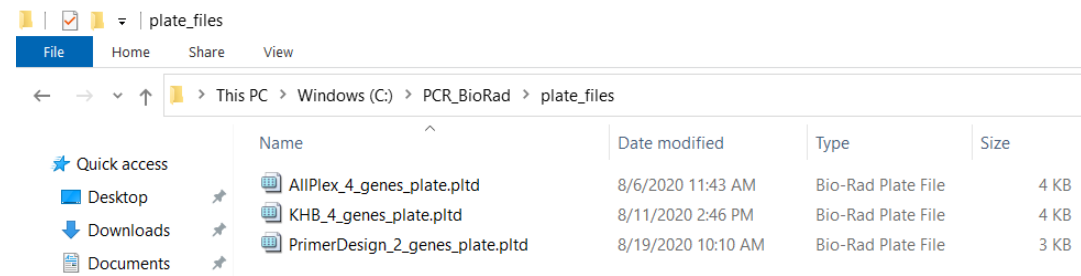 plate_files
File Home Share View
This PC > Windows (C:) > PCR_BioRad > plate_files
Name Date modified Type Size
Quick access
AllPlex_4_genes_plate.pltd 8/6/2020 11:43 AM Bio-Rad Plate File 4 KB
Desktop
KHB_4_genes_plate.pltd 8/11/2020 2:46 PM Bio-Rad Plate File 4 KB
Downloads
PrimerDesign_2_genes_plate.pltd 8/19/2020 10:10 AM Bio-Rad Plate File 3 KB
Documents